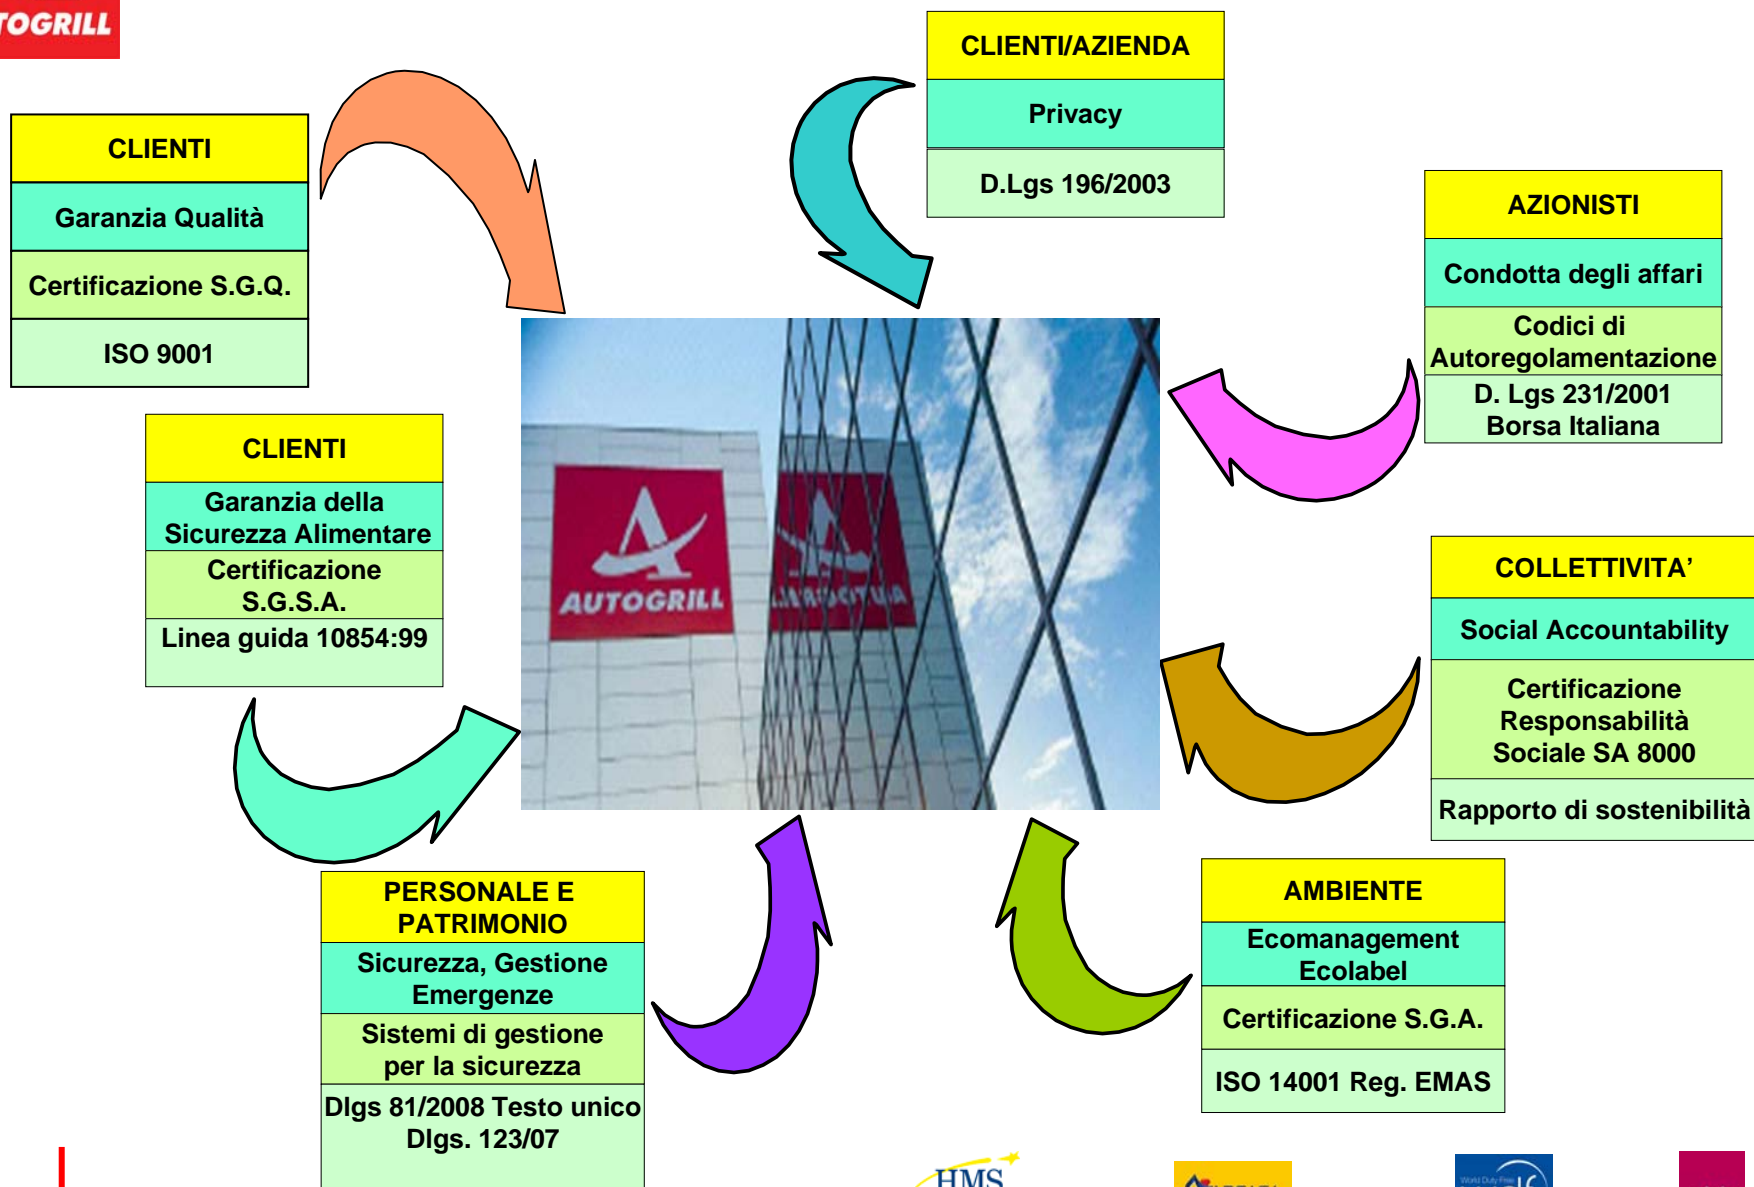 CLIENTI/AZIENDA
Privacy
D.Lgs 196/2003
CLIENTI
Garanzia Qualità
Certificazione S.G.Q.
ISO 9001
AZIONISTI
Condotta degli affari
Codici di
Autoregolamentazione
D. Lgs 231/2001
Borsa Italiana
CLIENTI
Garanzia della
Sicurezza Alimentare
Certificazione
S.G.S.A.
Linea guida 10854:99
AUTOGRILL
COLLETTIVITA’
Social Accountability
Certificazione
Responsabilità
Sociale SA 8000
Rapporto di sostenibilità
PERSONALE E
PATRIMONIO
Sicurezza, Gestione
Emergenze
Sistemi di gestione
per la sicurezza
Dlgs 81/2008 Testo unico
Dlgs. 123/07
AMBIENTE
Ecomanagement
Ecolabel
Certificazione S.G.A.
ISO 14001 Reg. EMAS
HMS
World Duty Free